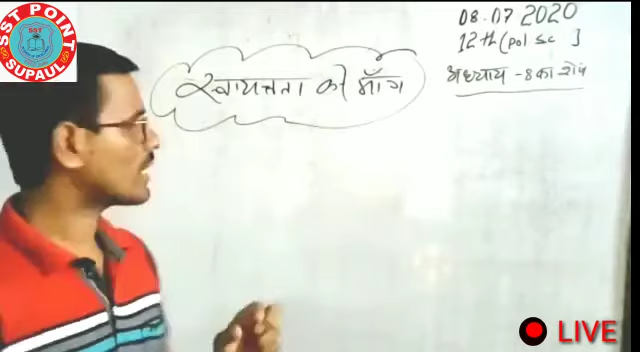 SST POINT
SUPAUL
08.07 2020
12th (pol sc ]
अध्याय - 8 का शेष
स्वायत्तता की माँग
LIVE